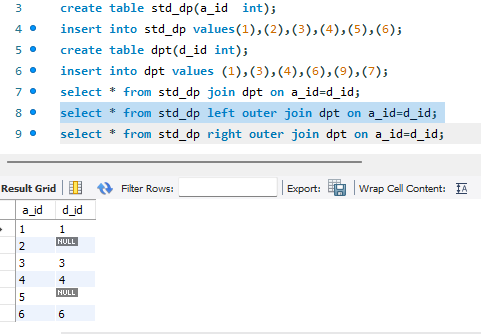 3 create table std_dp(a_id int);
4 insert into std_dp values(1),(2),(3),(4),(5),(6);
5 create table dpt(d_id int);
6 insert into dpt values (1),(3),(4),(6),(9),(7);
7 select * from std_dp join dpt on a_id=d_id;
8 select * from std_dp left outer join dpt on a_id=d_id;
9 select * from std_dp right outer join dpt on a_id=d_id;
Result Grid Filter Rows: Export: Wrap Cell Content:
a_id d_id
1 1
2 NULL
3 3
4 4
5 NULL
6 6